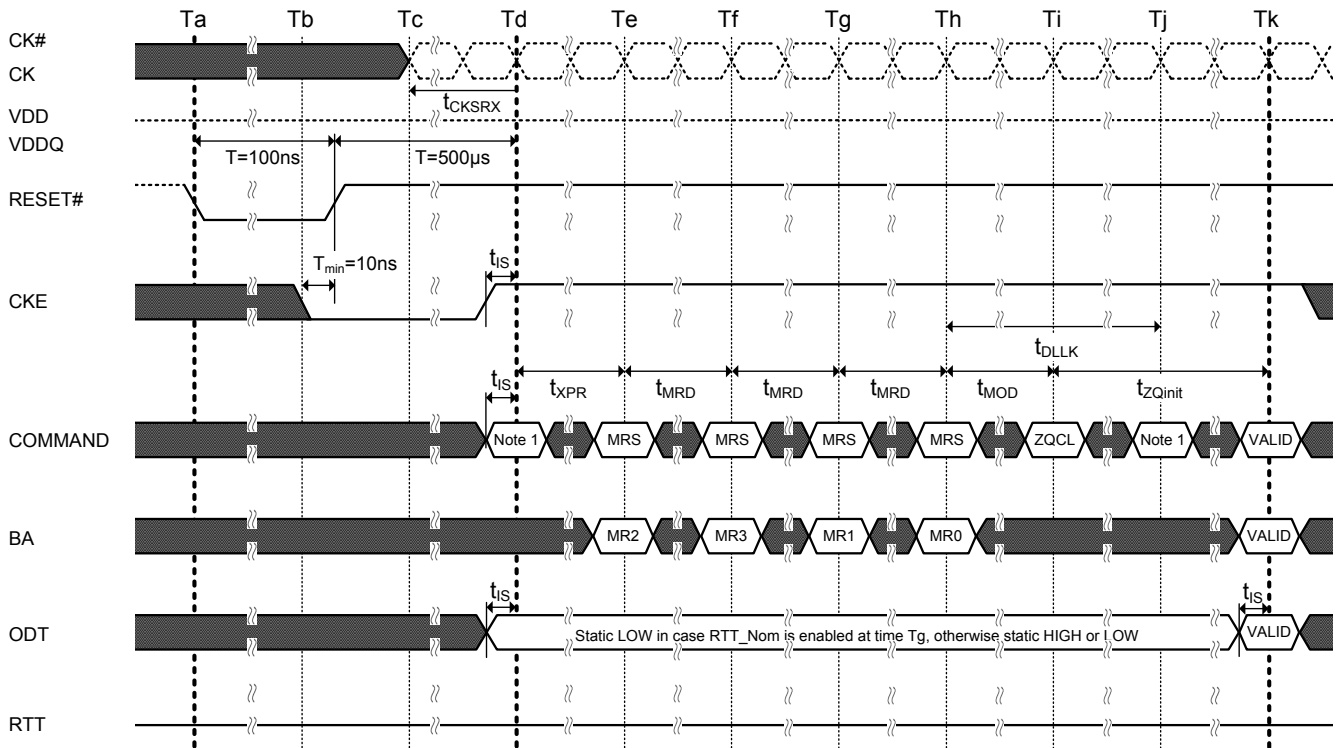 Ta Tb Tc Td Te Tf Tg Th Ti Tj Tk
CK#
CK
tCKSRX
VDD
VDDQ
T=100ns T=500µs
RESET#
Tmin=10ns tIS
CKE
tDLLK
tIS tXPR tMRD tMRD tMRD tMOD tZQinit
COMMAND Note 1 MRS MRS MRS MRS ZQCL Note 1 VALID
BA MR2 MR3 MR1 MR0 VALID
tIS tIS
ODT Static LOW in case RTT_Nom is enabled at time Tg, otherwise static HIGH or LOW VALID
RTT